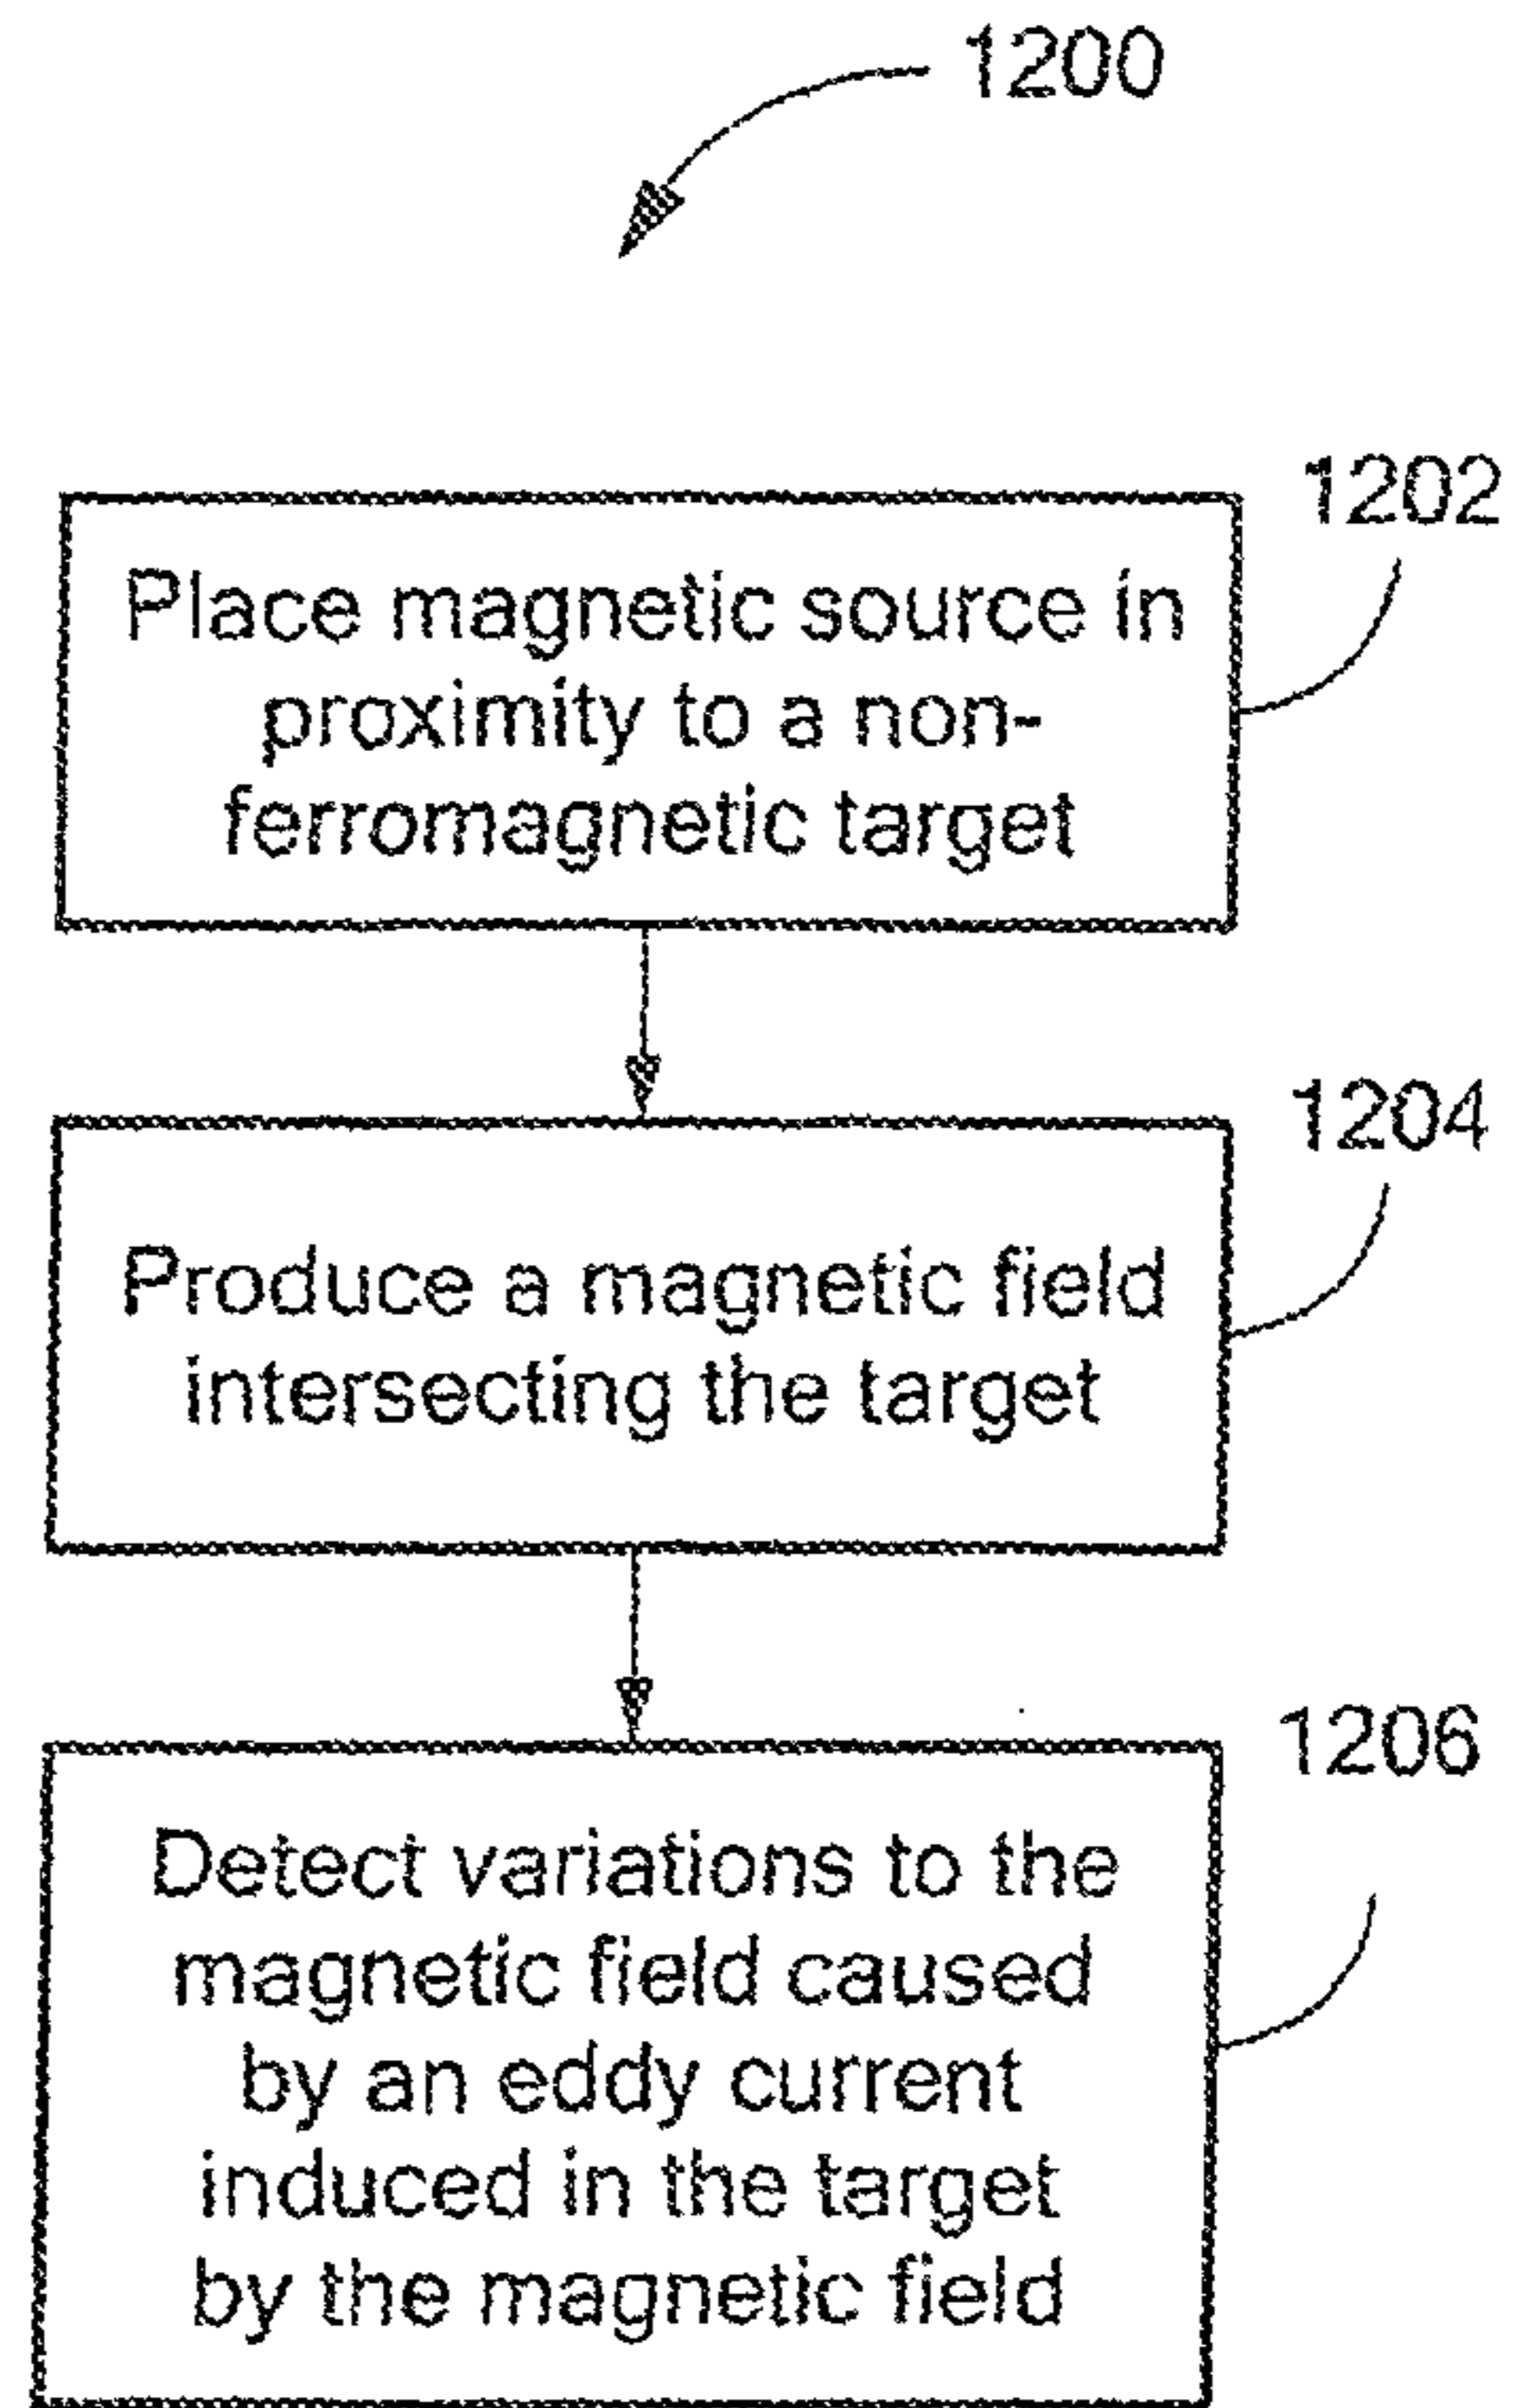 1200
1202
Place magnetic source in
proximity to a non-
ferromagnetic target
1204
Produce a magnetic field
intersecting the target
1206
Detect variations to the
magnetic field caused
by an eddy current
induced in the target
by the magnetic field